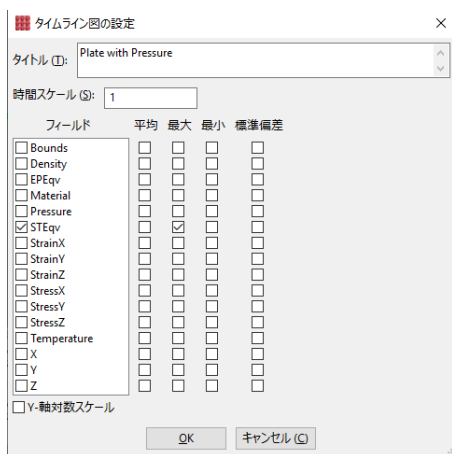 タイムライン図の設定
タイトル (T): Plate with Pressure
時間スケール (S): 1
フィールド 平均 最大 最小 標準偏差
Bounds
Density
EPEqv
Material
Pressure
STEqv
StrainX
StrainY
StrainZ
StressX
StressY
StressZ
Temperature
X
Y
Z
Y-軸対数スケール
OK キャンセル (C)